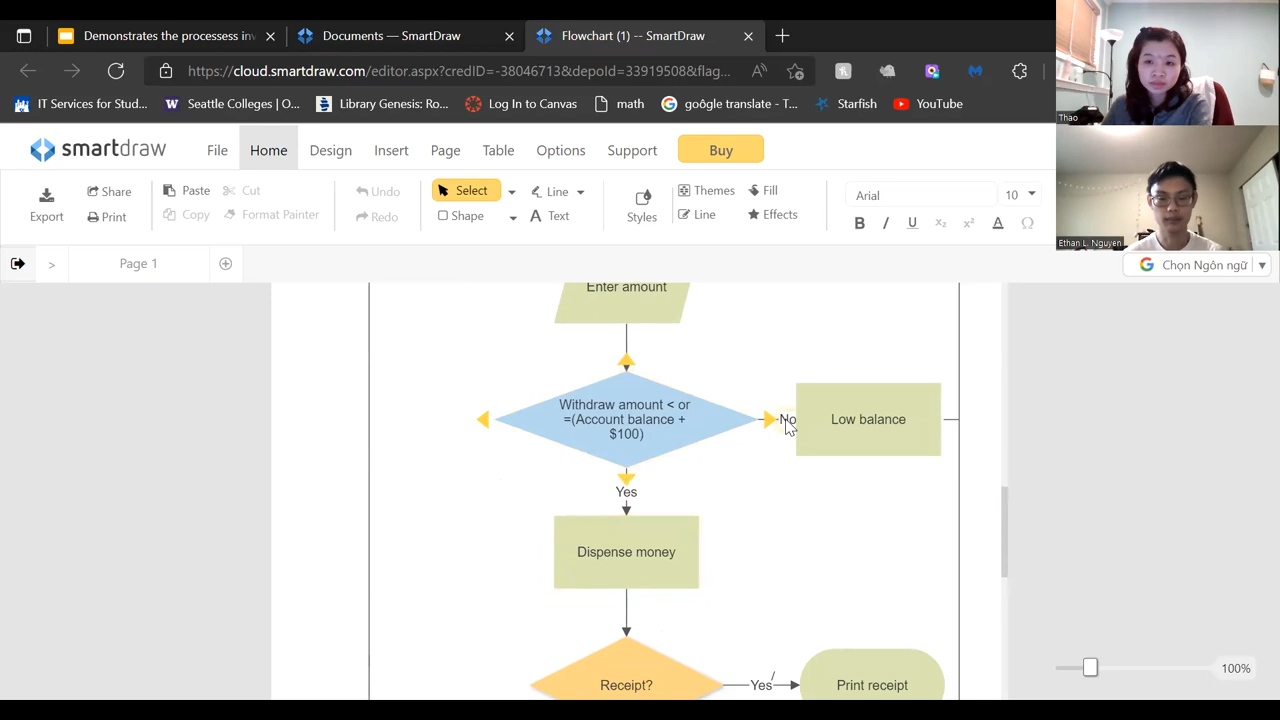 Demonstrates the processess inv
Documents — SmartDraw
Flowchart (1) -- SmartDraw
https://cloud.smartdraw.com/editor.aspx?credID=-38046713&depoId=33919508&flag...
IT Services for Stud...
Seattle Colleges | O...
Library Genesis: Ro...
Log In to Canvas
math
goôgle translate - T...
Starfish
YouTube
smartdraw
File
Home
Design
Insert
Page
Table
Options
Support
Buy
Export
Share
Print
Paste
Cut
Copy
Format Painter
Undo
Redo
Select
Shape
Line
Text
Styles
Themes
Fill
Line
Effects
Arial
10
Page 1
Thao
Ethan L. Nguyen
Chọn Ngôn ngữ
Enter amount
Withdraw amount < or
=(Account balance +
$100)
No
Low balance
Yes
Dispense money
Receipt?
Yes
Print receipt
100%